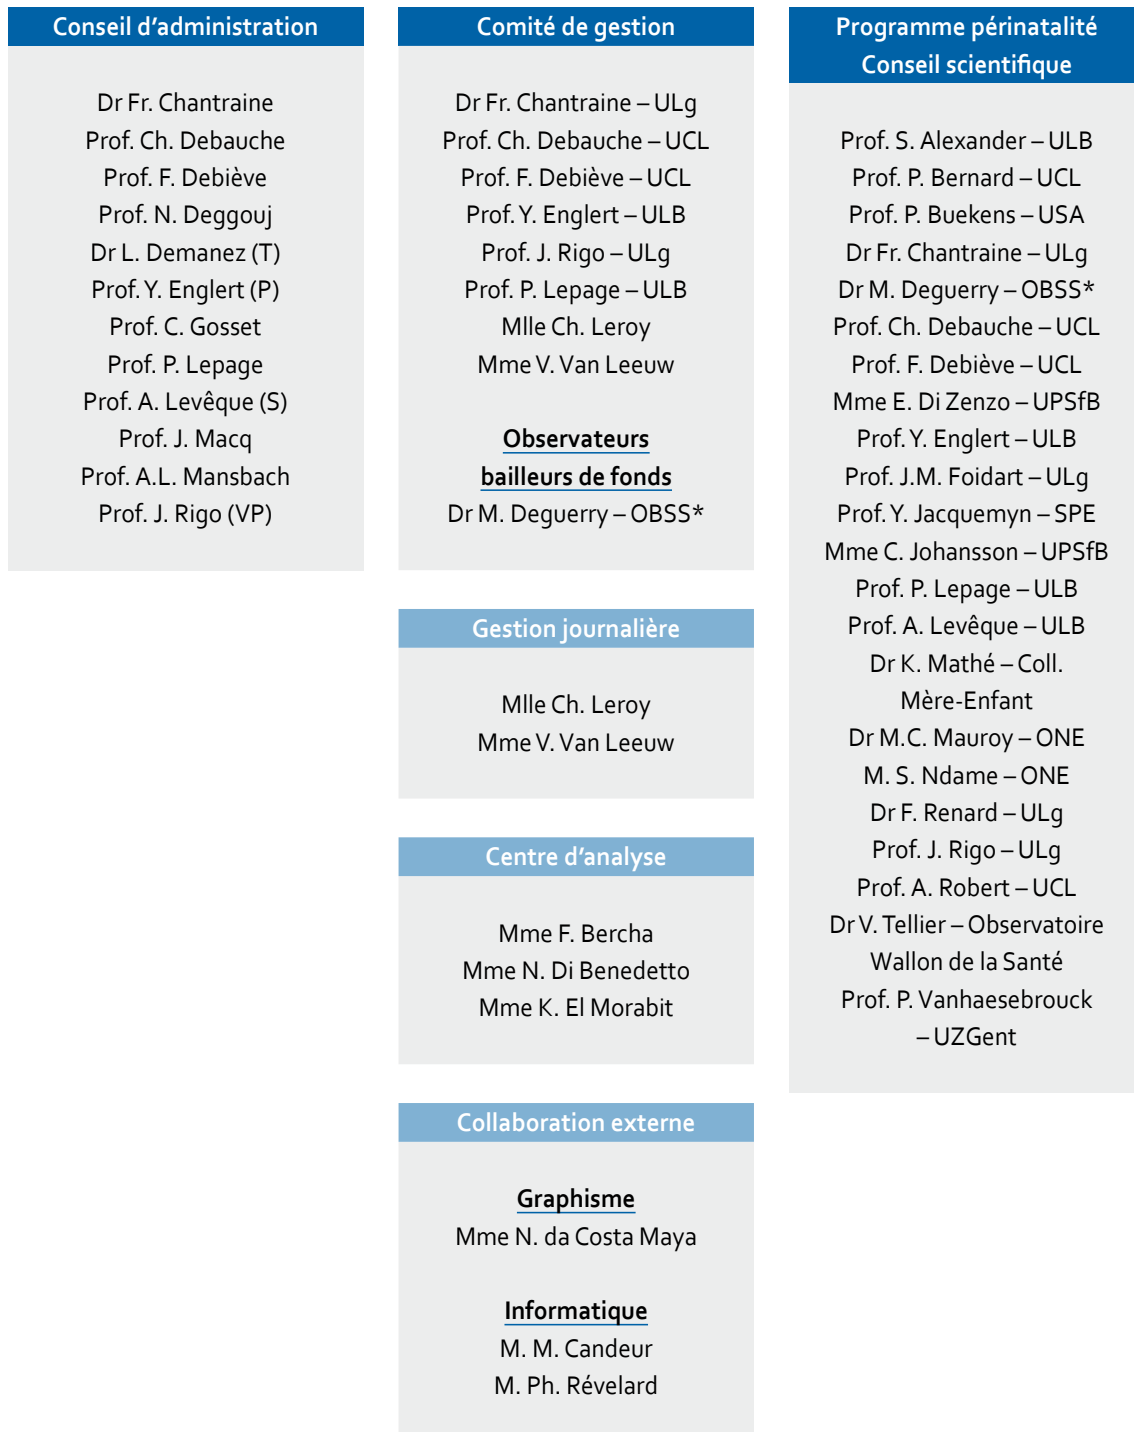 Conseil d’administration
Dr Fr. Chantraine
Prof. Ch. Debauche
Prof. F. Debiève
Prof. N. Deggouj
Dr L. Demanez (T)
Prof. Y. Englert (P)
Prof. C. Gosset
Prof. P. Lepage
Prof. A. Levêque (S)
Prof. J. Macq
Prof. A.L. Mansbach
Prof. J. Rigo (VP)
Comité de gestion
Dr Fr. Chantraine – ULg
Prof. Ch. Debauche – UCL
Prof. F. Debiève – UCL
Prof. Y. Englert – ULB
Prof. J. Rigo – ULg
Prof. P. Lepage – ULB
Mlle Ch. Leroy
Mme V. Van Leeuw
Observateurs
bailleurs de fonds
Dr M. Deguerry – OBSS*
Gestion journalière
Mlle Ch. Leroy
Mme V. Van Leeuw
Centre d’analyse
Mme F. Bercha
Mme N. Di Benedetto
Mme K. El Morabit
Collaboration externe
Graphisme
Mme N. da Costa Maya
Informatique
M. M. Candeur
M. Ph. Révelard
Programme périnatalité
Conseil scientifique
Prof. S. Alexander – ULB
Prof. P. Bernard – UCL
Prof. P. Buekens – USA
Dr Fr. Chantraine – ULg
Dr M. Deguerry – OBSS*
Prof. Ch. Debauche – UCL
Prof. F. Debiève – UCL
Mme E. Di Zenzo – UPSfB
Prof. Y. Englert – ULB
Prof. J.M. Foidart – ULg
Prof. Y. Jacquemyn – SPE
Mme C. Johansson – UPSfB
Prof. P. Lepage – ULB
Prof. A. Levêque – ULB
Dr K. Mathé – Coll.
Mère-Enfant
Dr M.C. Mauroy – ONE
M. S. Ndame – ONE
Dr F. Renard – ULg
Prof. J. Rigo – ULg
Prof. A. Robert – UCL
Dr V. Tellier – Observatoire
Wallon de la Santé
Prof. P. Vanhaesebrouck
– UZGent